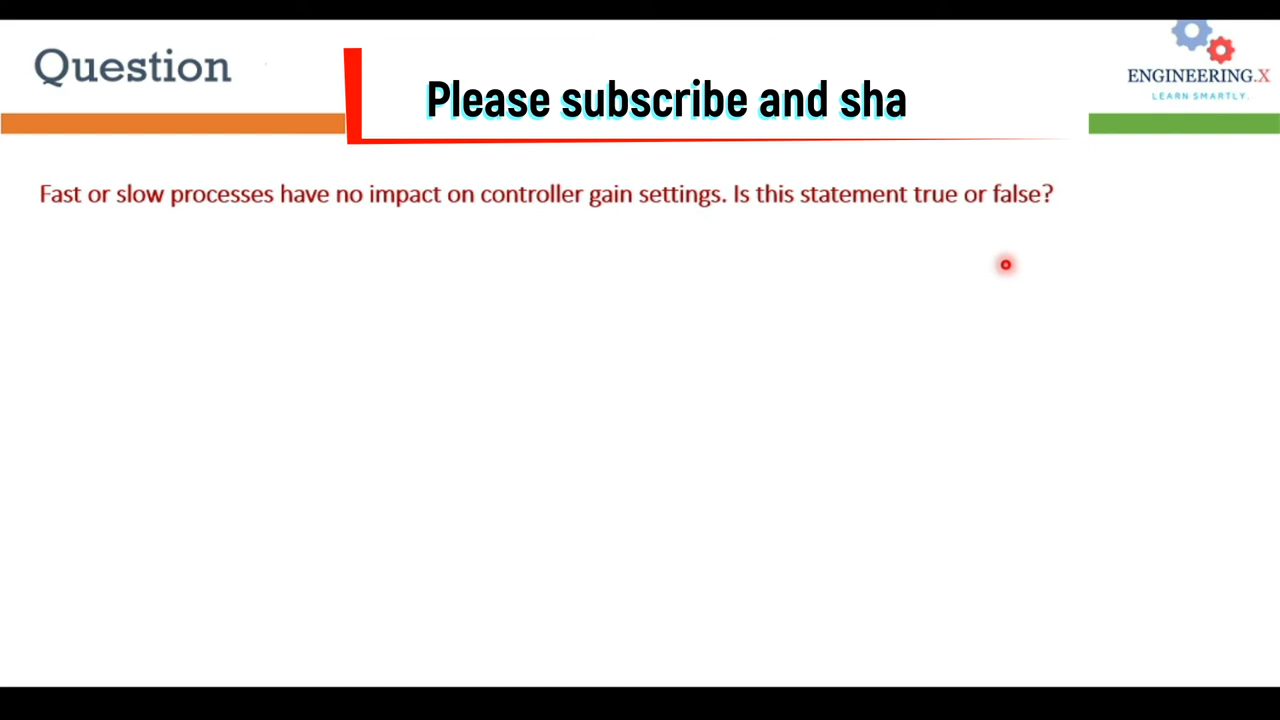 Question
Please subscribe and sha
ENGINEERING.X
LEARN SMARTLY.
Fast or slow processes have no impact on controller gain settings. Is this statement true or false?